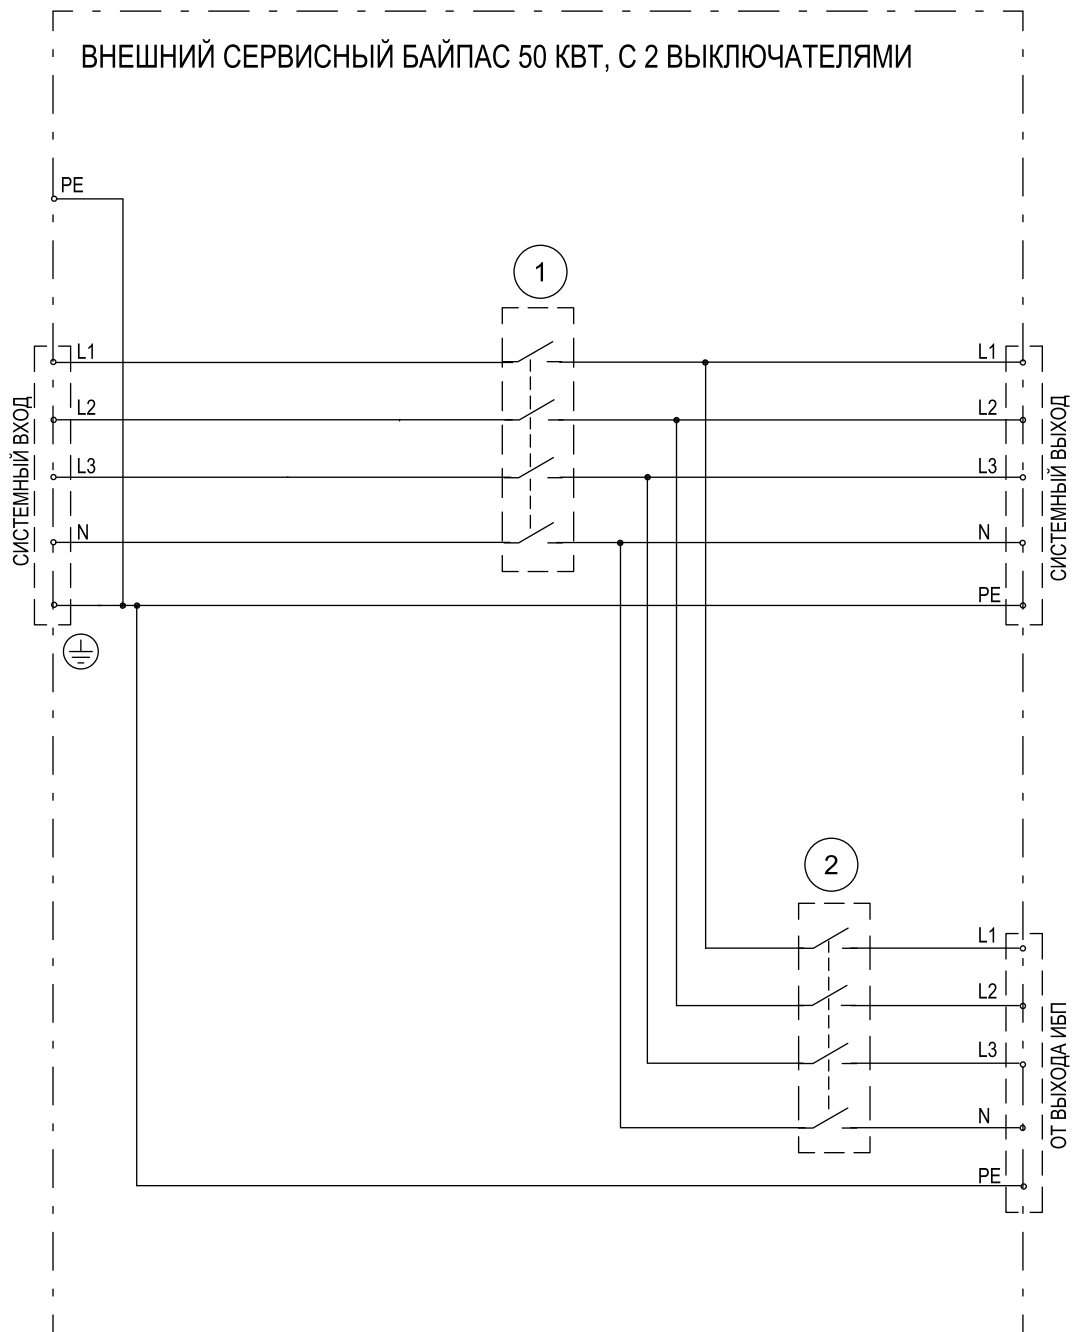 ВНЕШНИЙ СЕРВИСНЫЙ БАЙПАС 50 КВТ, С 2 ВЫКЛЮЧАТЕЛЯМИ
PE
1
L1
L1
L2
L2
L3
L3
N
N
PE
СИСТЕМНЫЙ ВХОД
СИСТЕМНЫЙ ВЫХОД
2
L1
L2
L3
N
PE
ОТ ВЫХОДА ИБП